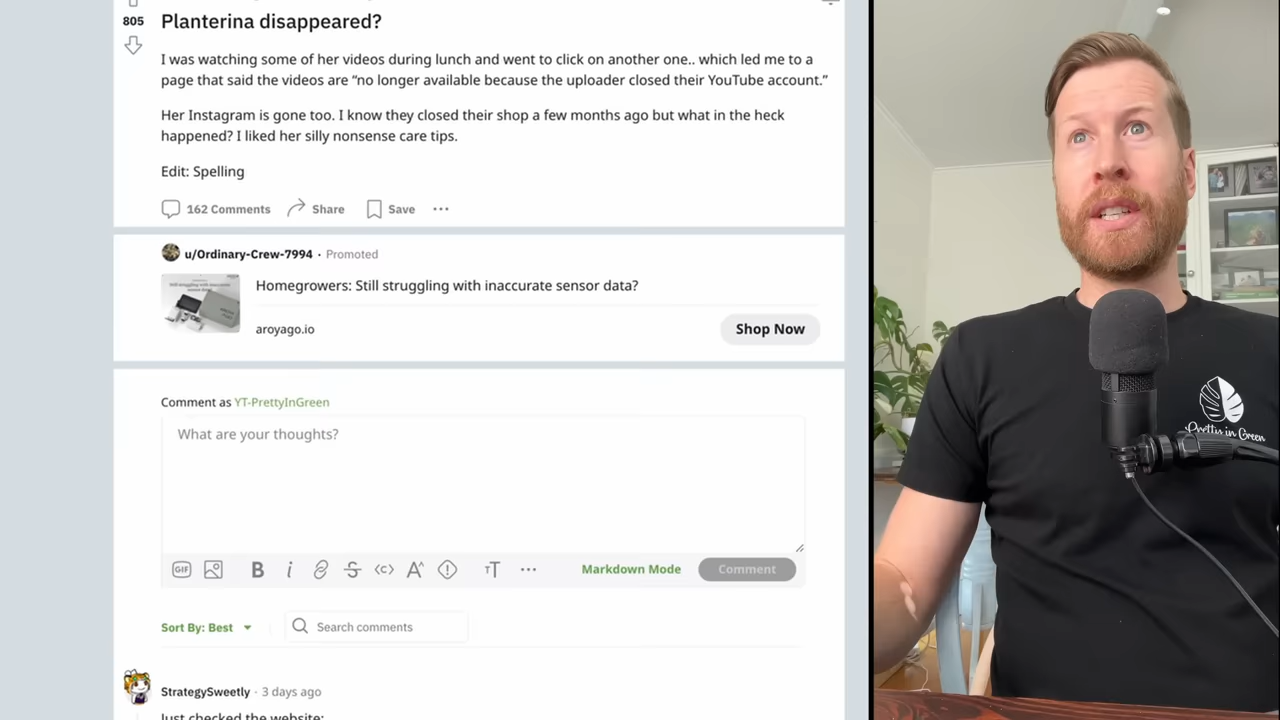 805
Planterina disappeared?
I was watching some of her videos during lunch and went to click on another one.. which led me to a
page that said the videos are “no longer available because the uploader closed their YouTube account.”
Her Instagram is gone too. I know they closed their shop a few months ago but what in the heck
happened? I liked her silly nonsense care tips.
Edit: Spelling
162 Comments Share Save
u/Ordinary-Crew-7994 · Promoted
Homegrowers: Still struggling with inaccurate sensor data?
aroyago.io
Shop Now
Comment as YT-PrettyInGreen
What are your thoughts?
GIF B i T Markdown Mode Comment
Sort By: Best Search comments
StrategySweetly · 3 days ago
Just checked the website:
Pretty in Green